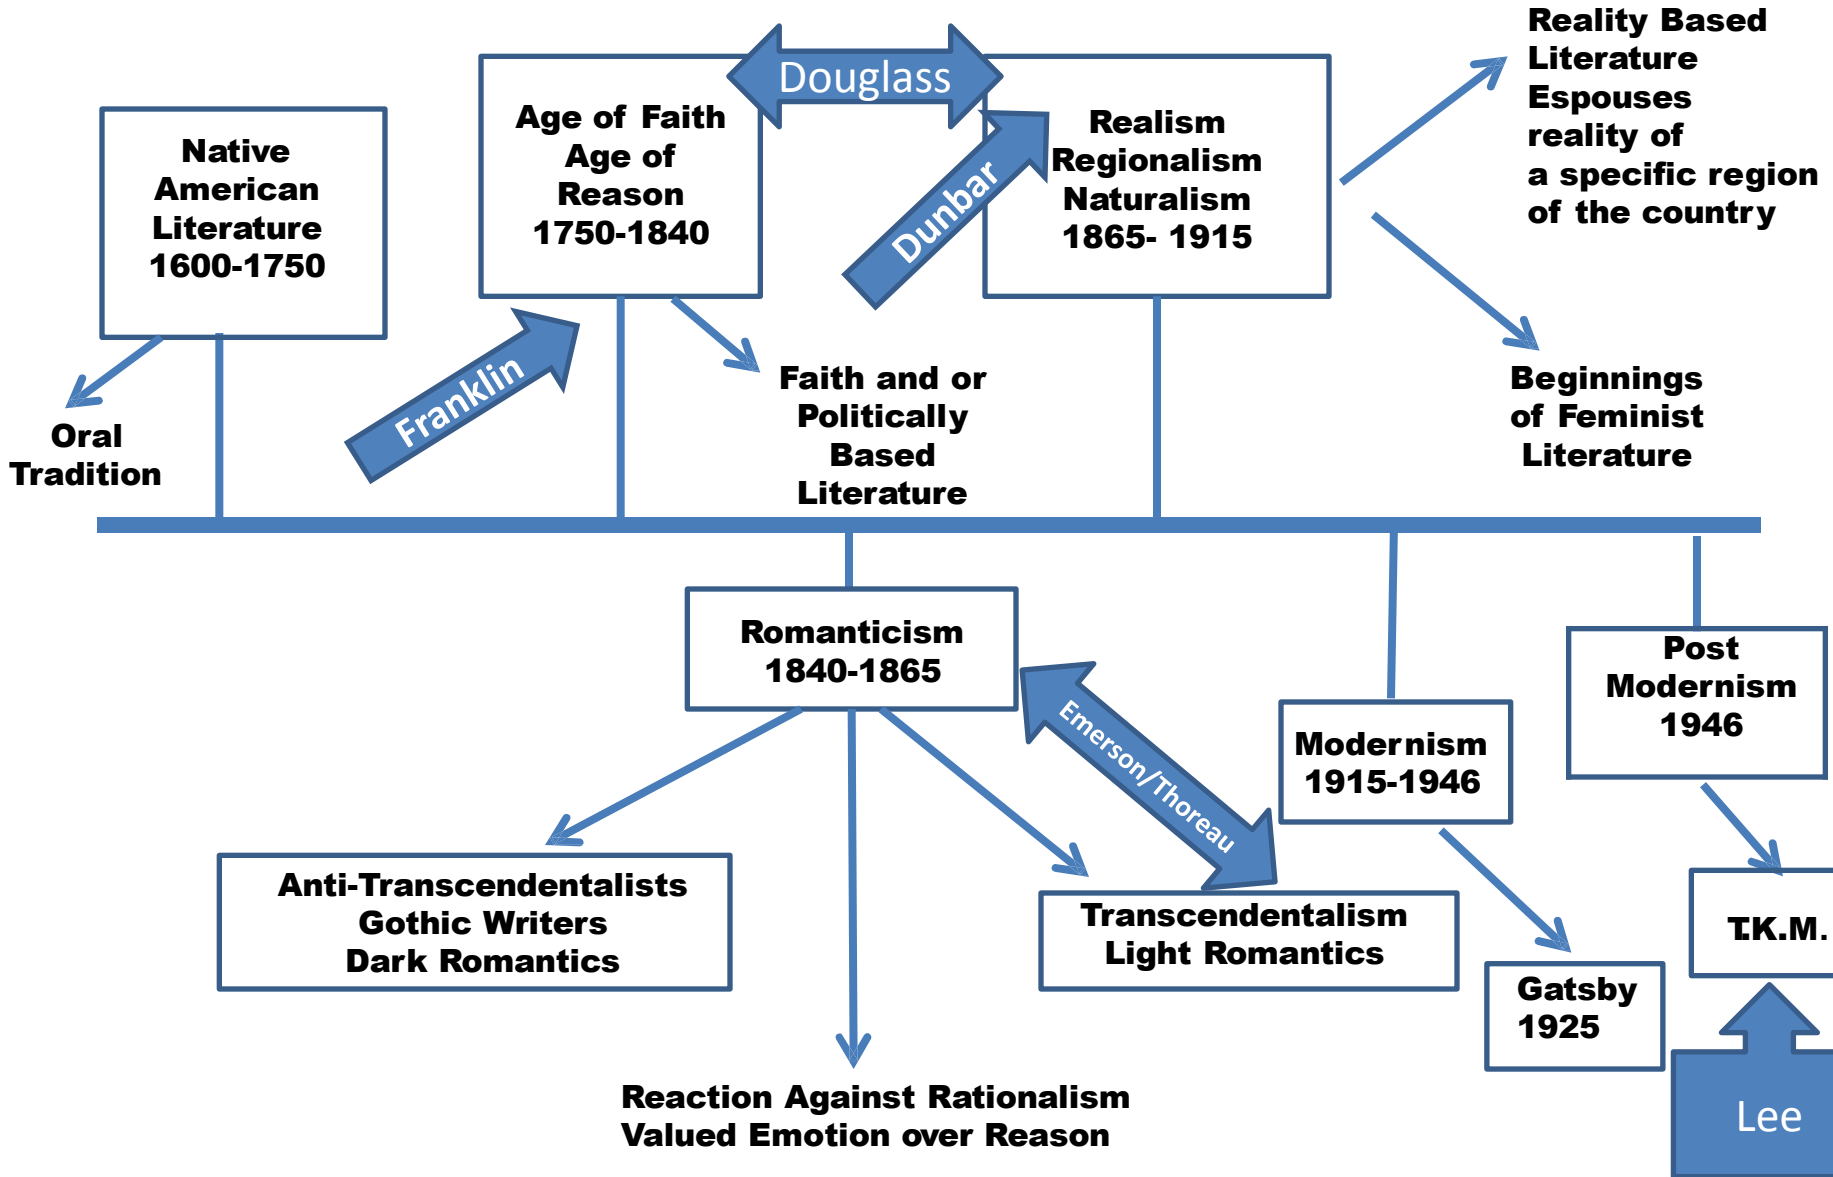 Native
American
Literature
1600-1750
Oral
Tradition
Franklin
Age of Faith
Age of
Reason
1750-1840
Faith and or
Politically
Based
Literature
Douglass
Dunbar
Realism
Regionalism
Naturalism
1865- 1915
Reality Based
Literature
Espouses
reality of
a specific region
of the country
Beginnings
of Feminist
Literature
Romanticism
1840-1865
Emerson/Thoreau
Anti-Transcendentalists
Gothic Writers
Dark Romantics
Reaction Against Rationalism
Valued Emotion over Reason
Transcendentalism
Light Romantics
Modernism
1915-1946
Gatsby
1925
Post
Modernism
1946
T.K.M.
Lee